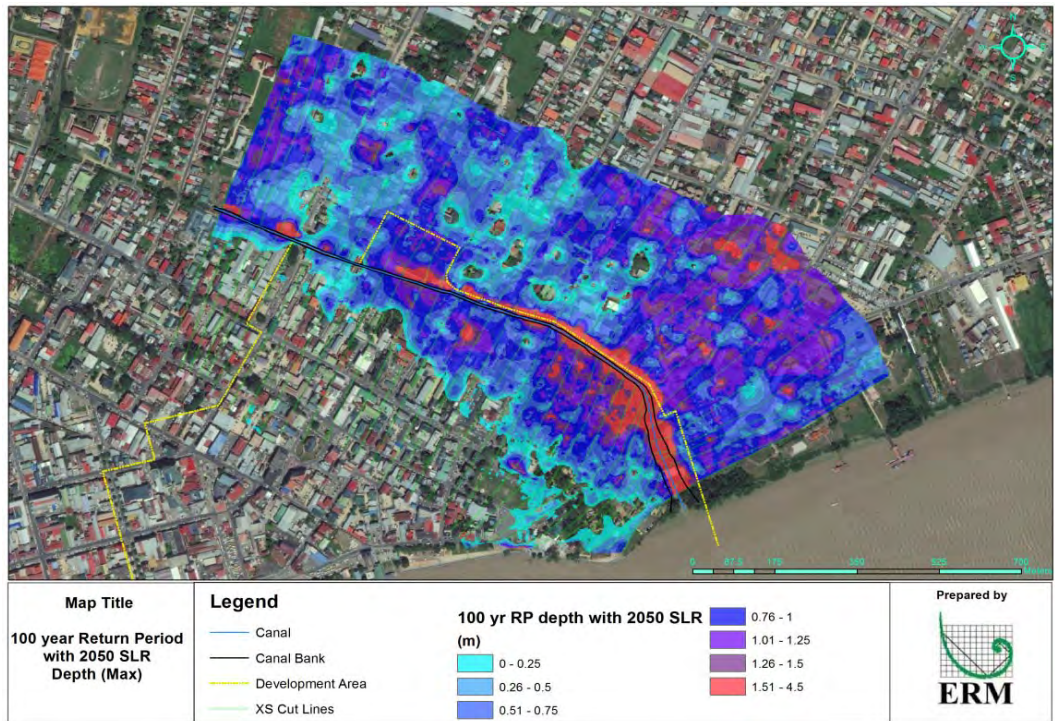 N
S
0 87.5 175 350 525 700
Meters
Map Title
100 year Return Period
with 2050 SLR
Depth (Max)
Legend
Canal
Canal Bank
Development Area
XS Cut Lines
100 yr RP depth with 2050 SLR
(m)
0 - 0.25
0.26 - 0.5
0.51 - 0.75
0.76 - 1
1.01 - 1.25
1.26 - 1.5
1.51 - 4.5
Prepared by
ERM